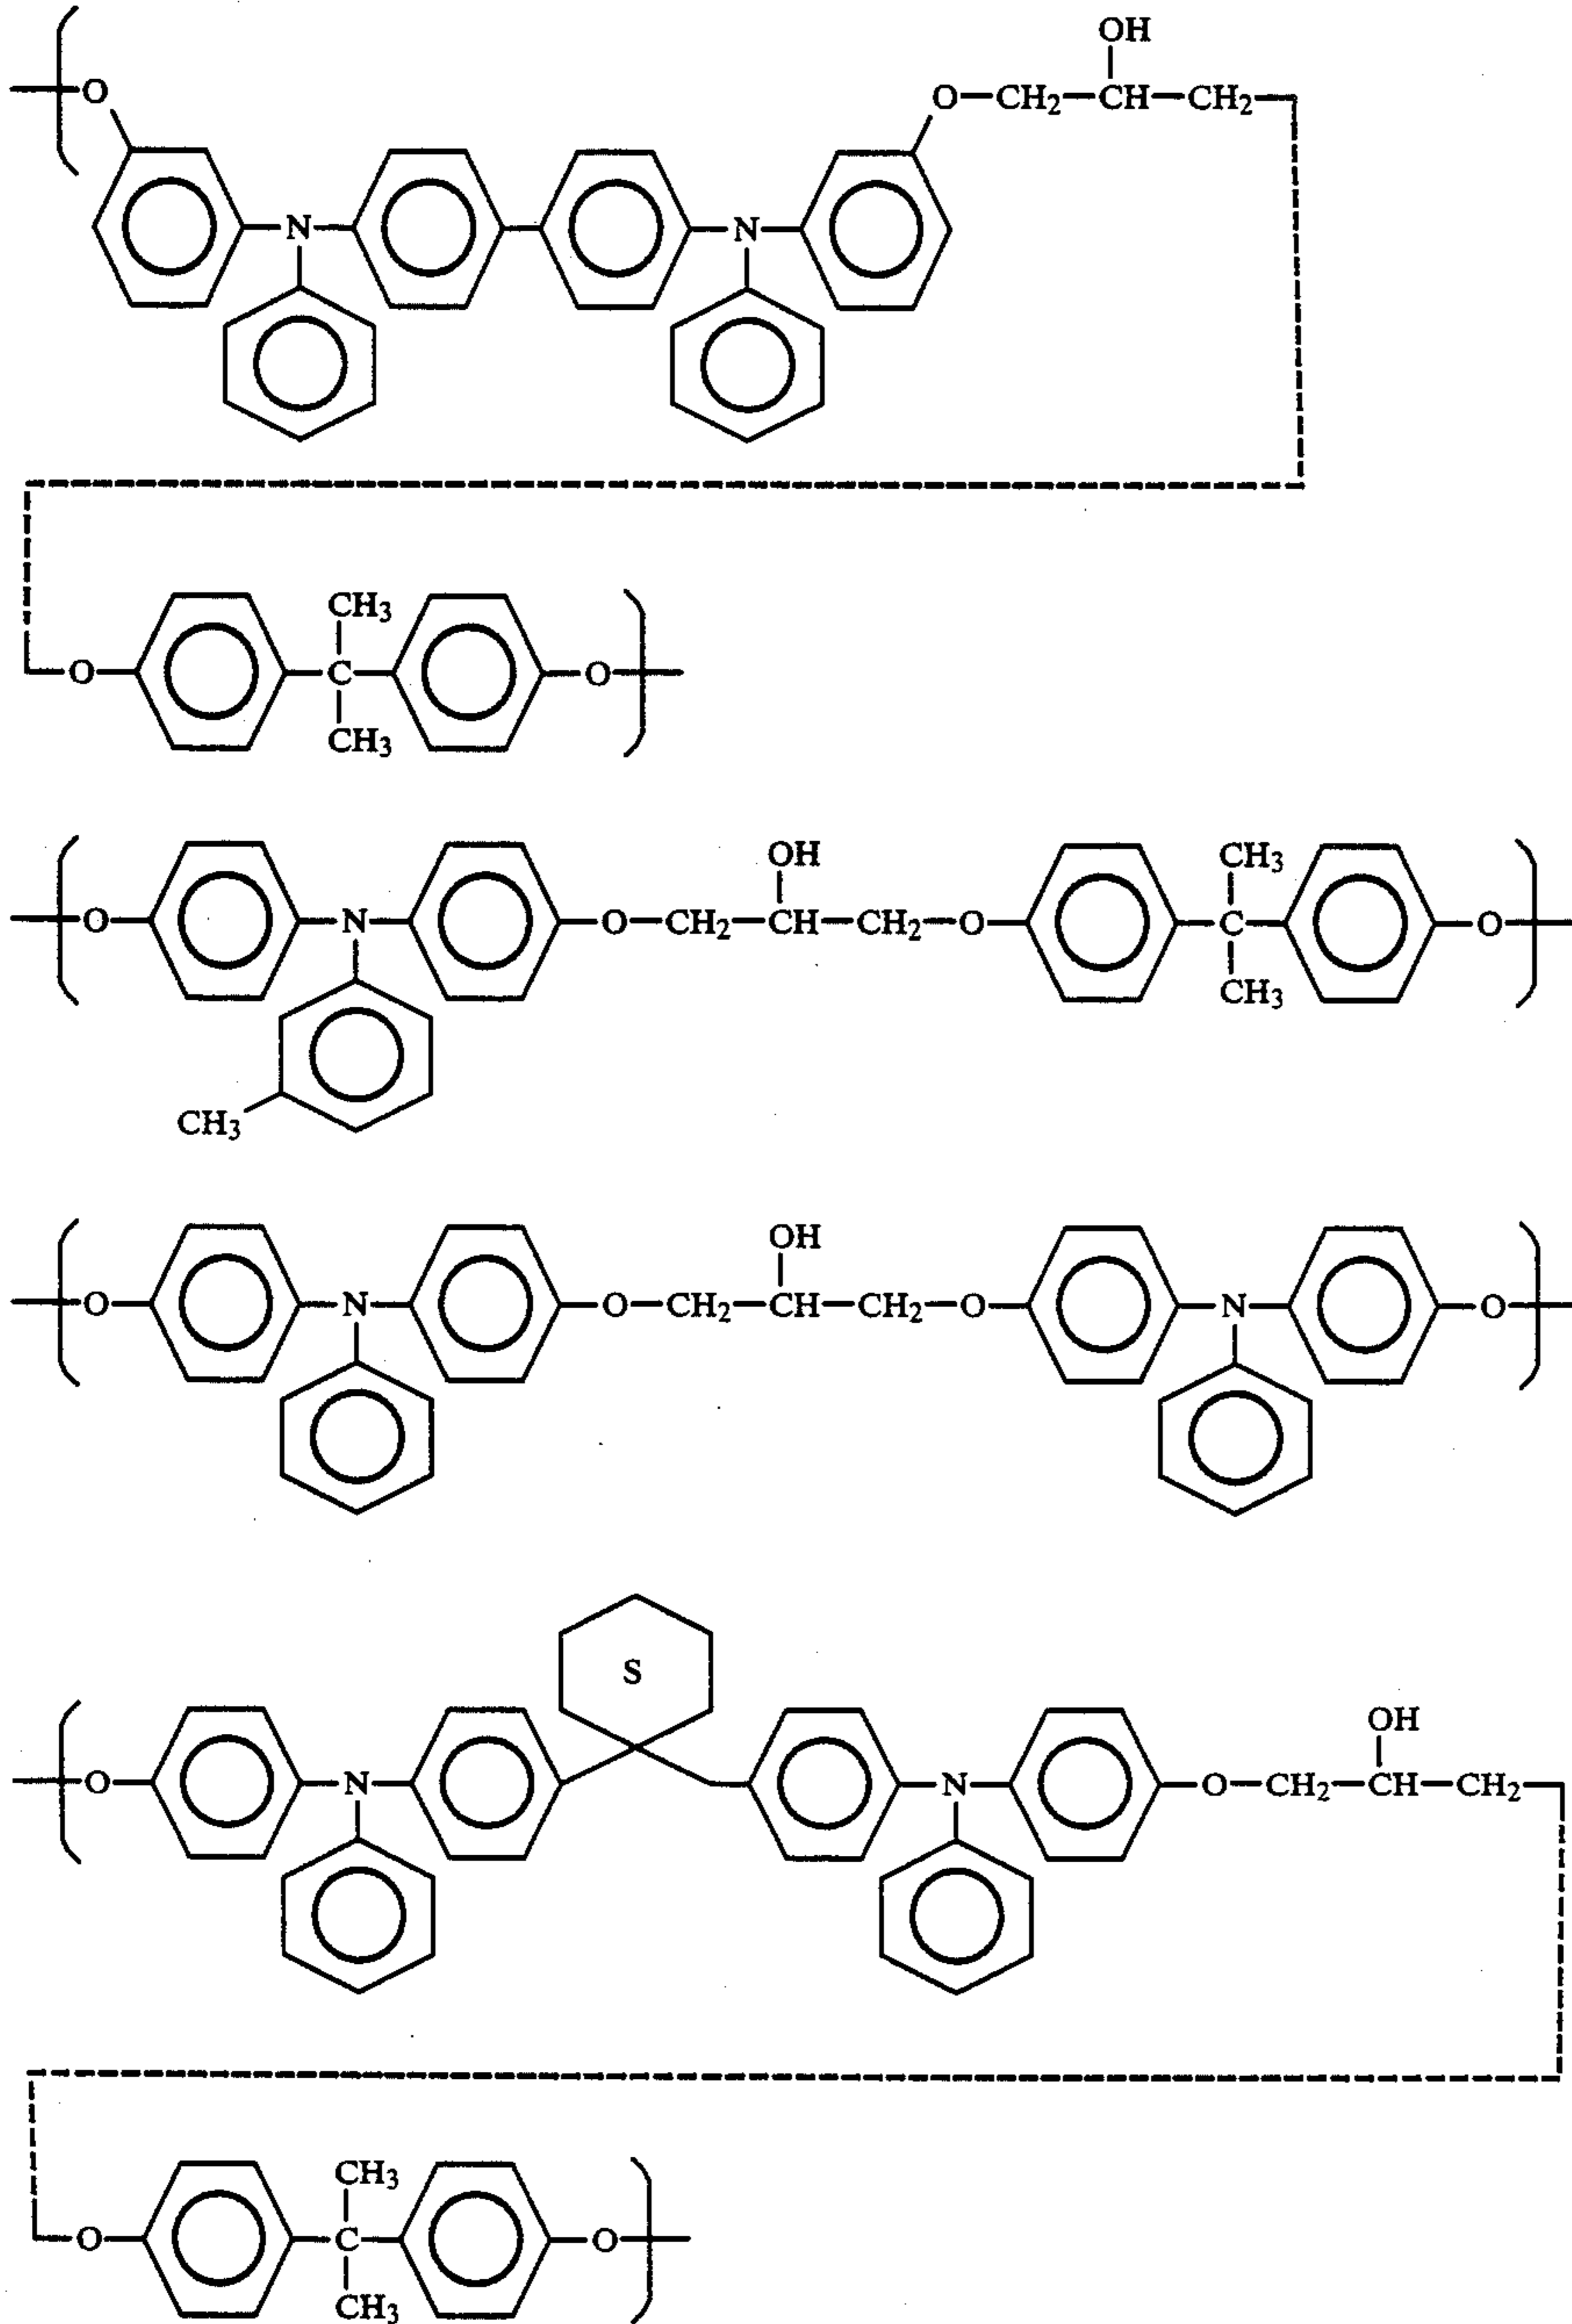 OH
O
O—CH₂—CH—CH₂
N N
CH₃
O C O
CH₃
OH CH₃
O N O—CH₂—CH—CH₂—O C O
CH₃
CH₃
OH
O N O—CH₂—CH—CH₂—O N O
S
OH
O N N O—CH₂—CH—CH₂
CH₃
O C O
CH₃